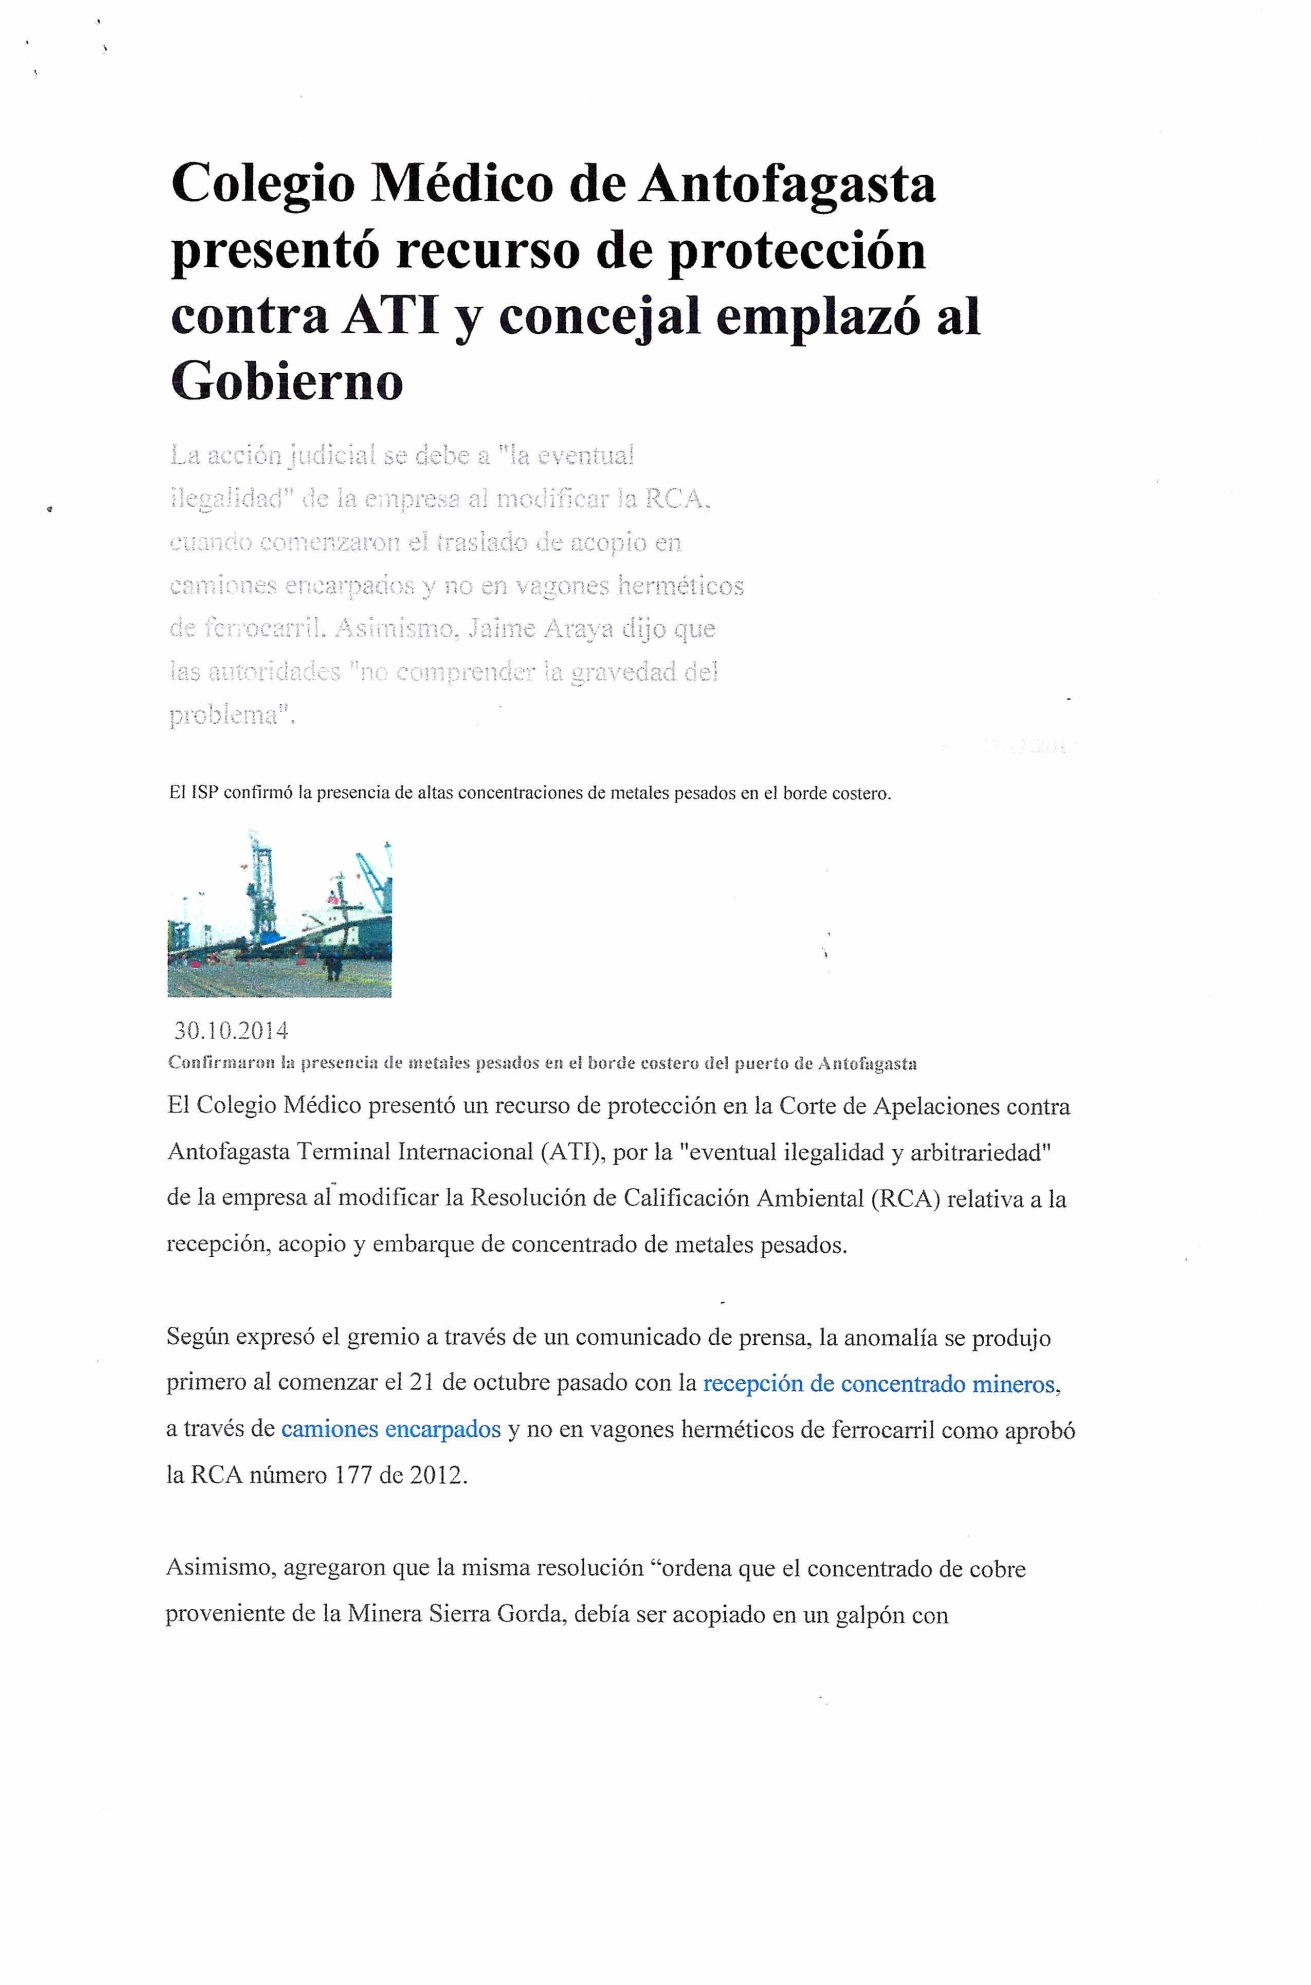 Colegio Médico de Antofagasta
presentó recurso de protección
contra ATI y concejal emplazó al
Gobierno
La acción judicial se debe a "la eventual
ilegalidad" de la empresa al modificar la RCA,
cuando comenzaron el traslado de acopio en
camiones encarpados y no en vagones herméticos
de ferrocarril. Asimismo, Jaime Araya dijo que
las autoridades "no comprender la gravedad del
problema".
El ISP confirmó la presencia de altas concentraciones de metales pesados en el borde costero.
30.10.2014
Confirmaron la presencia de metales pesados en el borde costero del puerto de Antofagasta
El Colegio Médico presentó un recurso de protección en la Corte de Apelaciones contra
Antofagasta Terminal Internacional (ATI), por la "eventual ilegalidad y arbitrariedad"
de la empresa al modificar la Resolución de Calificación Ambiental (RCA) relativa a la
recepción, acopio y embarque de concentrado de metales pesados.
Según expresó el gremio a través de un comunicado de prensa, la anomalía se produjo
primero al comenzar el 21 de octubre pasado con la recepción de concentrado mineros,
a través de camiones encarpados y no en vagones herméticos de ferrocarril como aprobó
la RCA número 177 de 2012.
Asimismo, agregaron que la misma resolución “ordena que el concentrado de cobre
proveniente de la Minera Sierra Gorda, debía ser acopiado en un galpón con